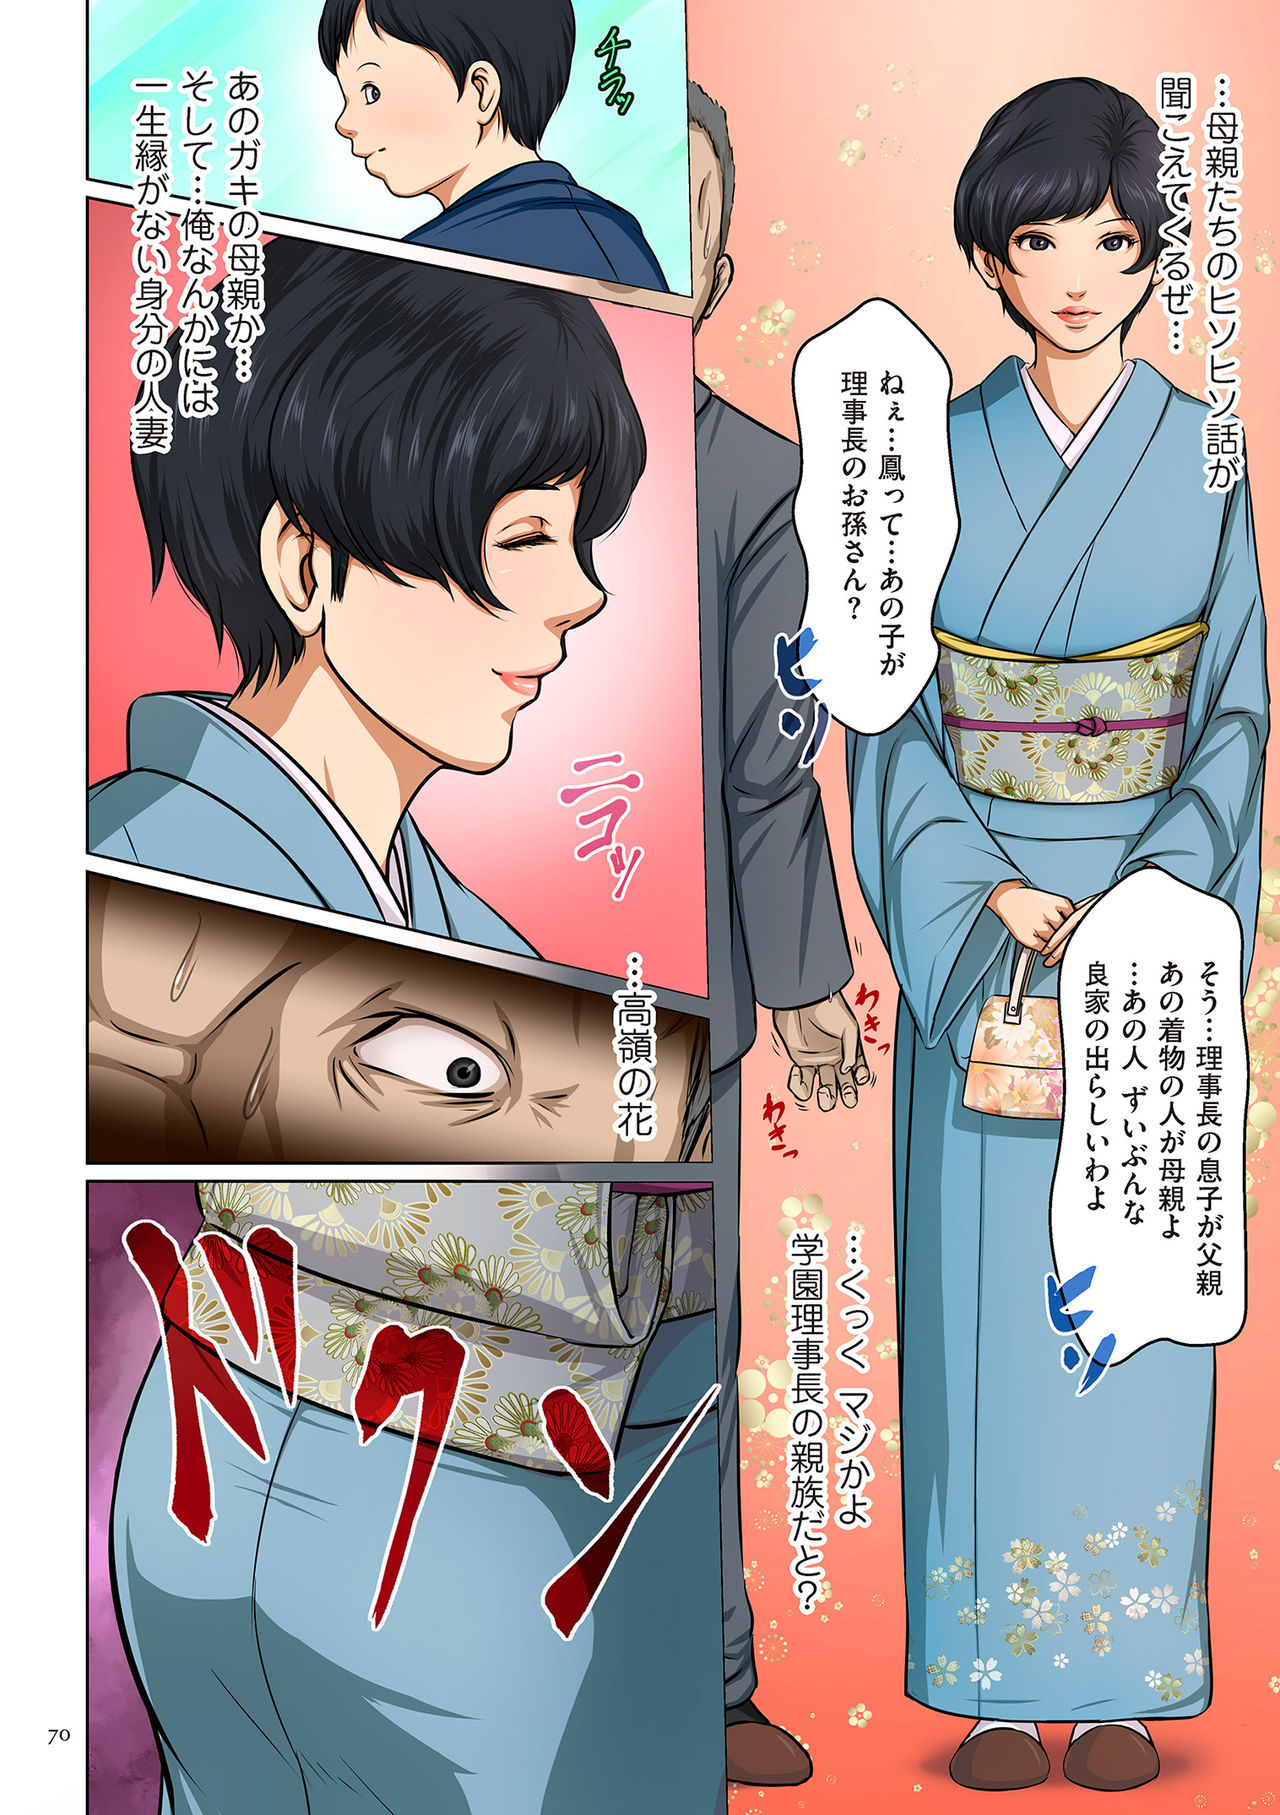 …母親たちのヒソヒソ話が
聞こえてくるぜ…
ねぇ…鳳って…あの子が
理事長のお孫さん?
ヒソ
そう…理事長の息子が父親
あの着物の人が母親よ
…あの人 ずいぶんな
良家の出らしいわよ
ヒソ
わきっ
わきっ
…くっく マジかよ
学園理事長の親族だと?
チラッ
あのガキの母親か…
そして…俺なんかには
一生縁がない身分の人妻
ニコッ
…高嶺の花
ドクン
70